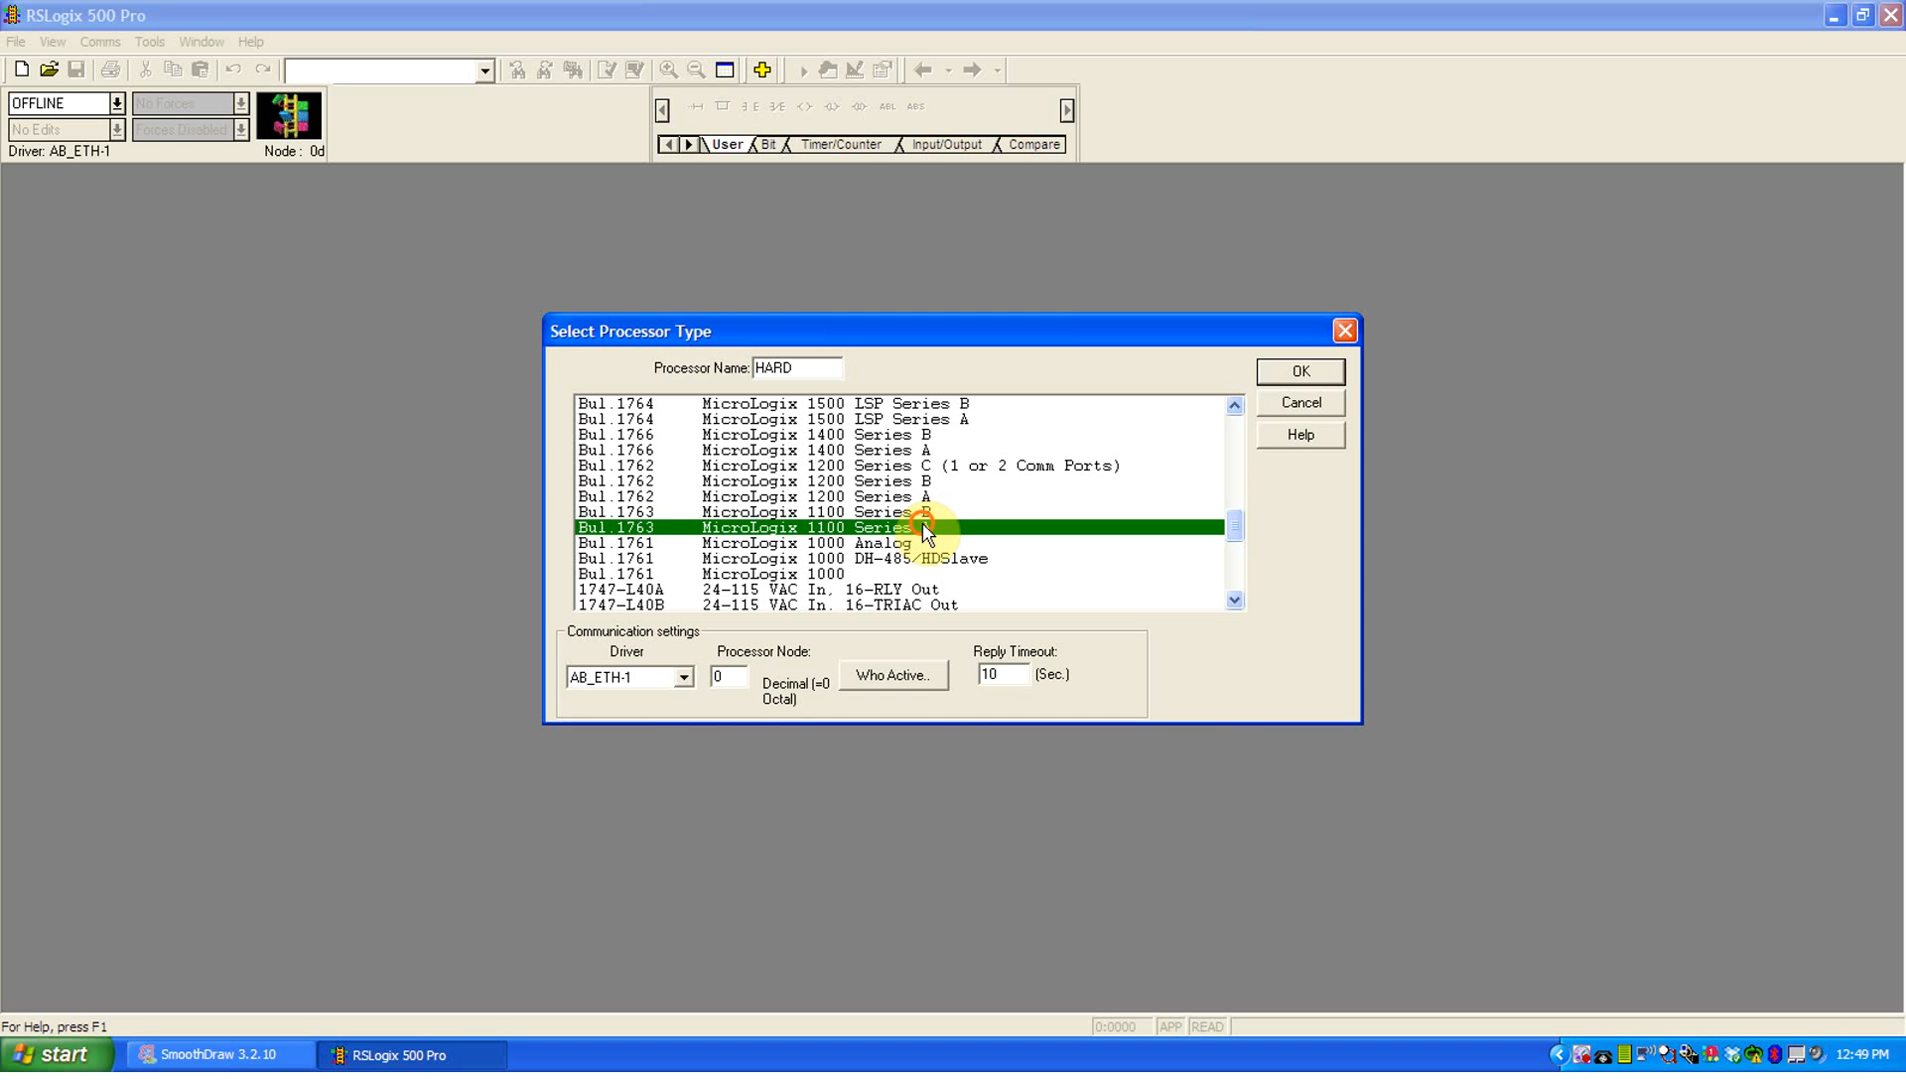 RSLogix 500 Pro
File View Comms Tools Window Help
OFFLINE No Forces
No Edits Forces Disabled
Driver: AB_ETH-1 Node : 0d
ABL ABS
User Bit Timer/Counter Input/Output Compare
Select Processor Type
Processor Name: HARD
OK
Cancel
Help
Bul.1764 MicroLogix 1500 LSP Series B
Bul.1764 MicroLogix 1500 LSP Series A
Bul.1766 MicroLogix 1400 Series B
Bul.1766 MicroLogix 1400 Series A
Bul.1762 MicroLogix 1200 Series C (1 or 2 Comm Ports)
Bul.1762 MicroLogix 1200 Series B
Bul.1762 MicroLogix 1200 Series A
Bul.1763 MicroLogix 1100 Series B
Bul.1763 MicroLogix 1100 Series
Bul.1761 MicroLogix 1000 Analog
Bul.1761 MicroLogix 1000 DH-485/HDSlave
Bul.1761 MicroLogix 1000
1747-L40A 24-115 VAC In, 16-RLY Out
1747-L40B 24-115 VAC In. 16-TRIAC Out
Communication settings
Driver Processor Node: Reply Timeout:
AB_ETH-1 0 Decimal (=0 Octal) Who Active.. 10 (Sec.)
For Help, press F1 0:0000 APP READ
start SmoothDraw 3.2.10 RSLogix 500 Pro 12:49 PM